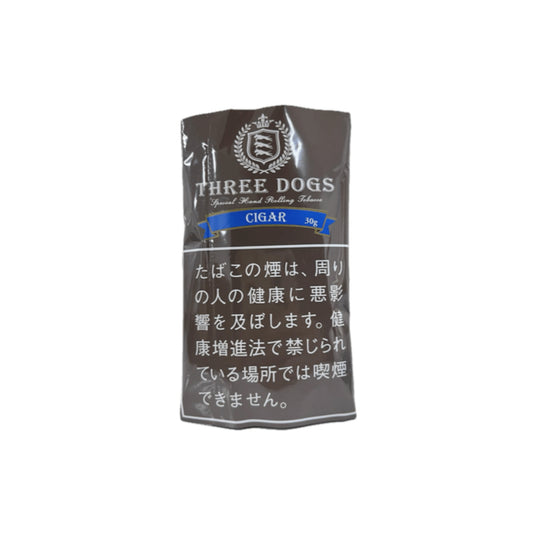 THREE DOGS
Special Hand Rolling Tobacco
CIGAR 30g
たばこの煙は、周り
の人の健康に悪影
響を及ぼします。健
康増進法で禁じられ
ている場所では喫煙
できません。